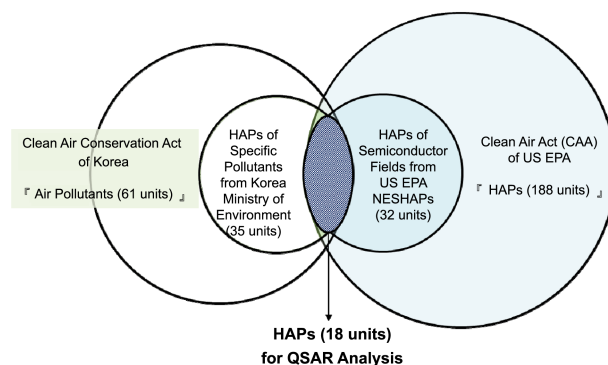 Clean Air Conservation Act
of Korea
『 Air Pollutants (61 units) 』
HAPs of
Specific
Pollutants
from Korea
Ministry of
Environment
(35 units)
HAPs of
Semiconductor
Fields from
US EPA
NESHAPs
(32 units)
Clean Air Act (CAA)
of US EPA
『 HAPs (188 units) 』
HAPs (18 units)
for QSAR Analysis